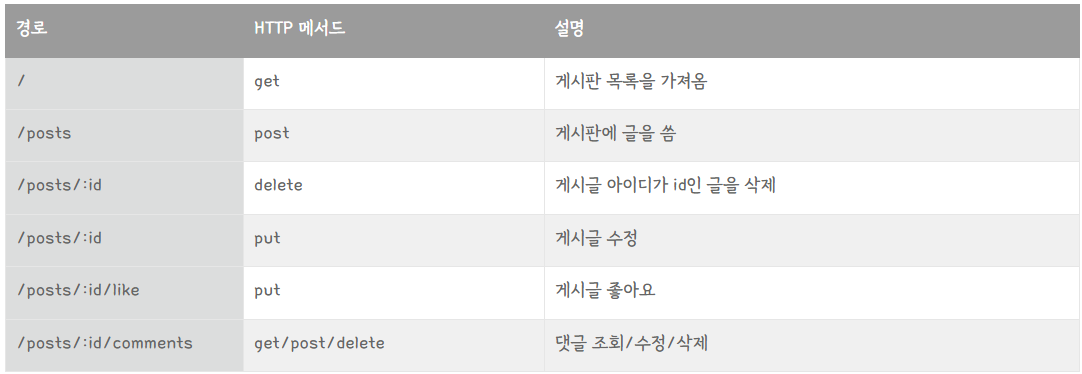 경로 HTTP 메서드 설명
/ get 게시판 목록을 가져옴
/posts post 게시판에 글을 씀
/posts/:id delete 게시글 아이디가 id인 글을 삭제
/posts/:id put 게시글 수정
/posts/:id/like put 게시글 좋아요
/posts/:id/comments get/post/delete 댓글 조회/수정/삭제